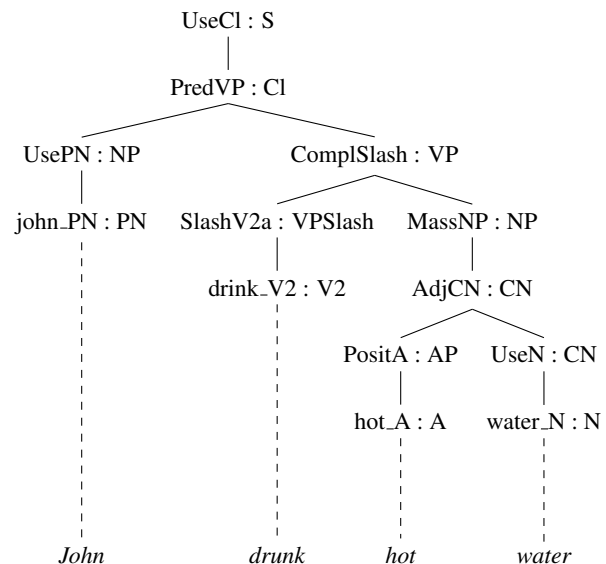 UseCl : S
PredVP : Cl
UsePN : NP ComplSlash : VP
john_PN : PN SlashV2a : VPSlash MassNP : NP
drink_V2 : V2 AdjCN : CN
PositA : AP UseN : CN
hot_A : A water_N : N
John drunk hot water